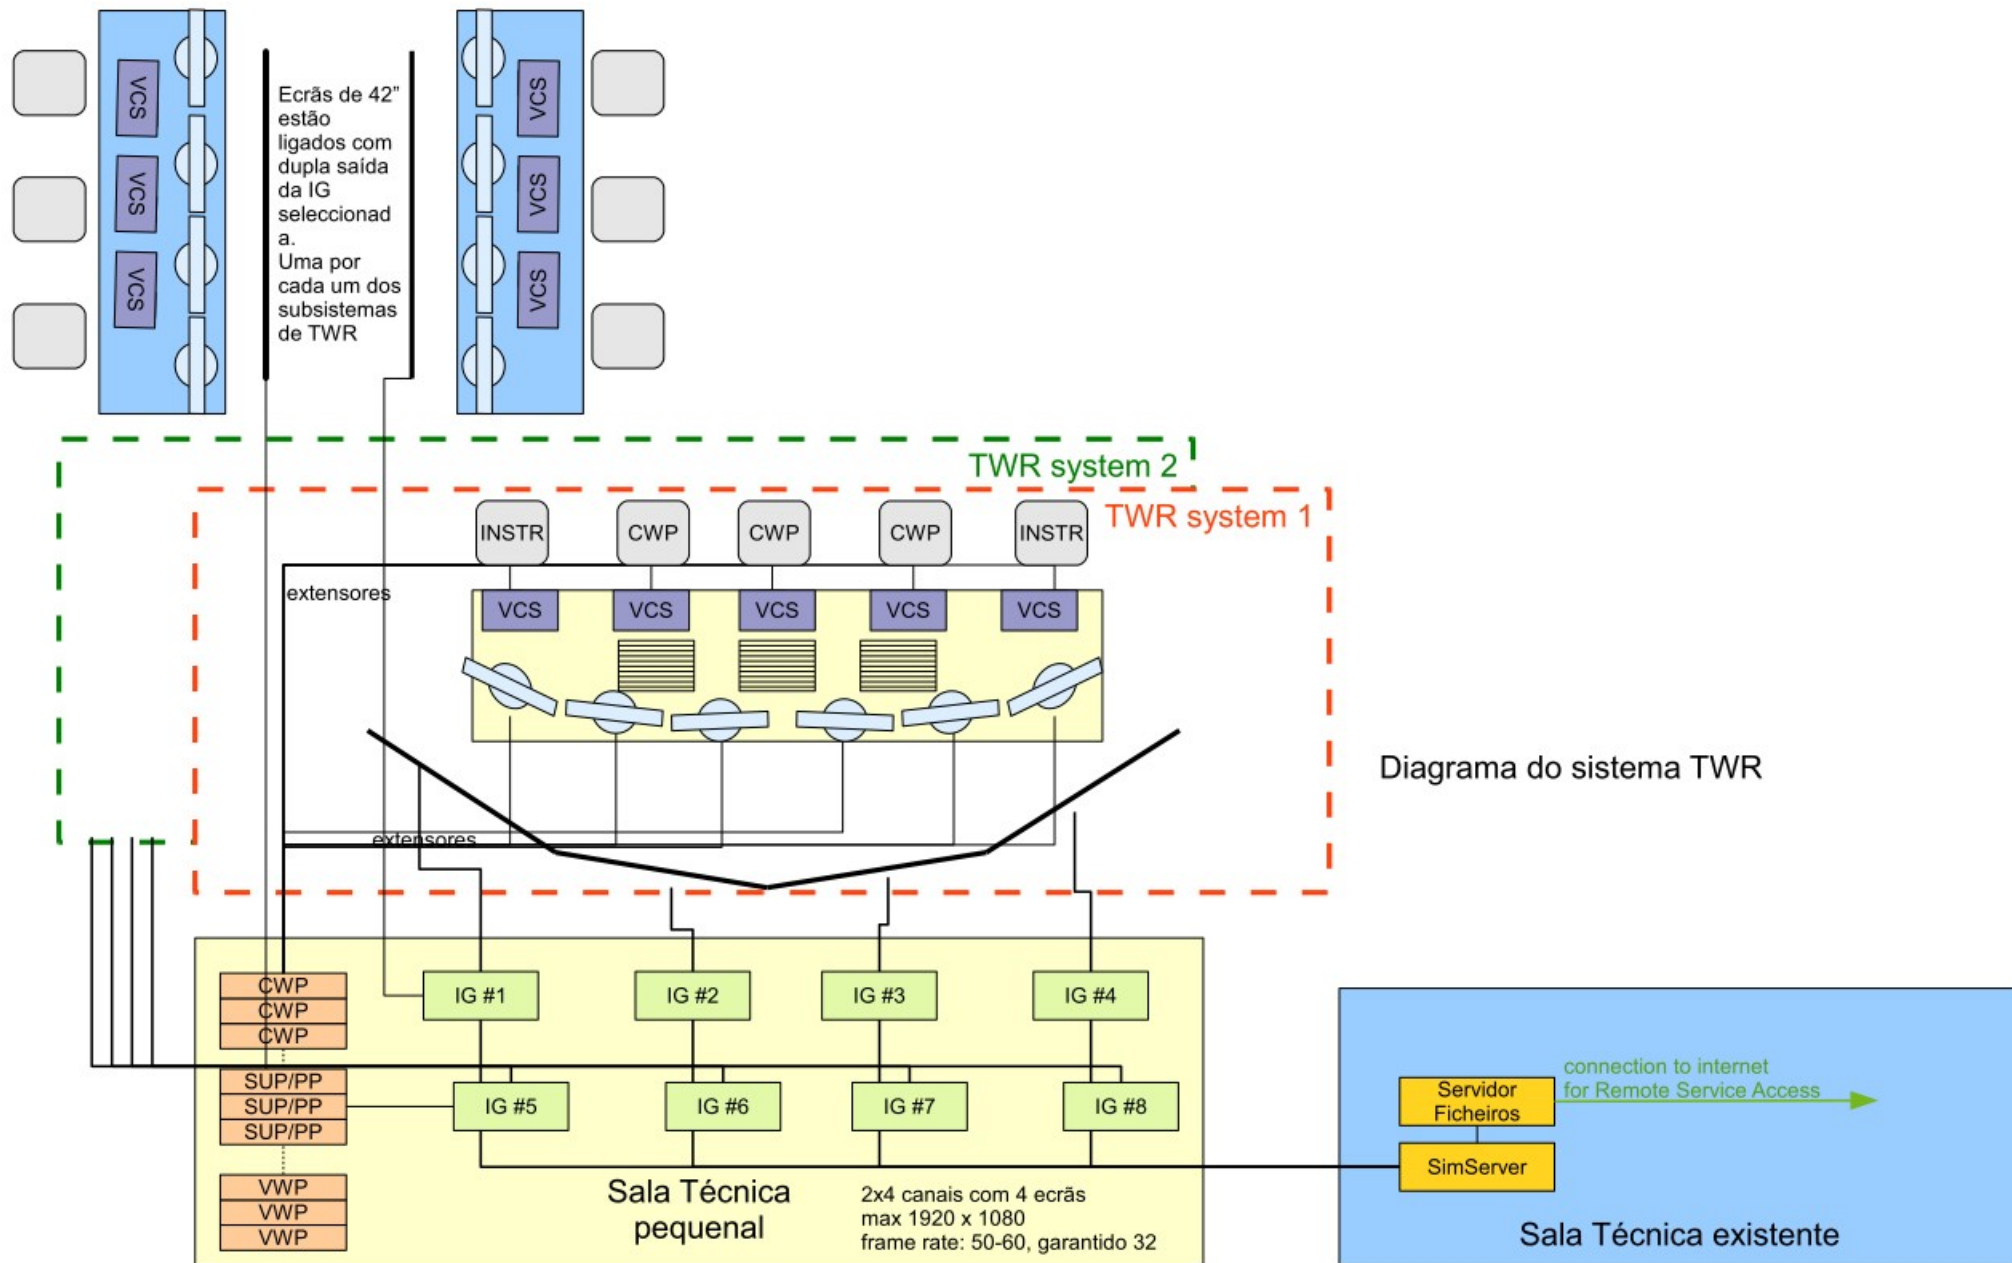 VCS
VCS
VCS
Ecrãs de 42”
estão
ligados com
dupla saída
da IG
seleccionad
a.
Uma por
cada um dos
subsistemas
de TWR
VCS
VCS
VCS
TWR system 2
TWR system 1
INSTR
CWP
CWP
CWP
INSTR
extensores
VCS
VCS
VCS
VCS
VCS
Diagrama do sistema TWR
extensores
CWP
CWP
CWP
IG #1
IG #2
IG #3
IG #4
SUP/PP
SUP/PP
SUP/PP
IG #5
IG #6
IG #7
IG #8
VWP
VWP
VWP
Sala Técnica
pequenal
2x4 canais com 4 ecrãs
max 1920 x 1080
frame rate: 50-60, garantido 32
connection to internet
for Remote Service Access
Servidor
Ficheiros
SimServer
Sala Técnica existente